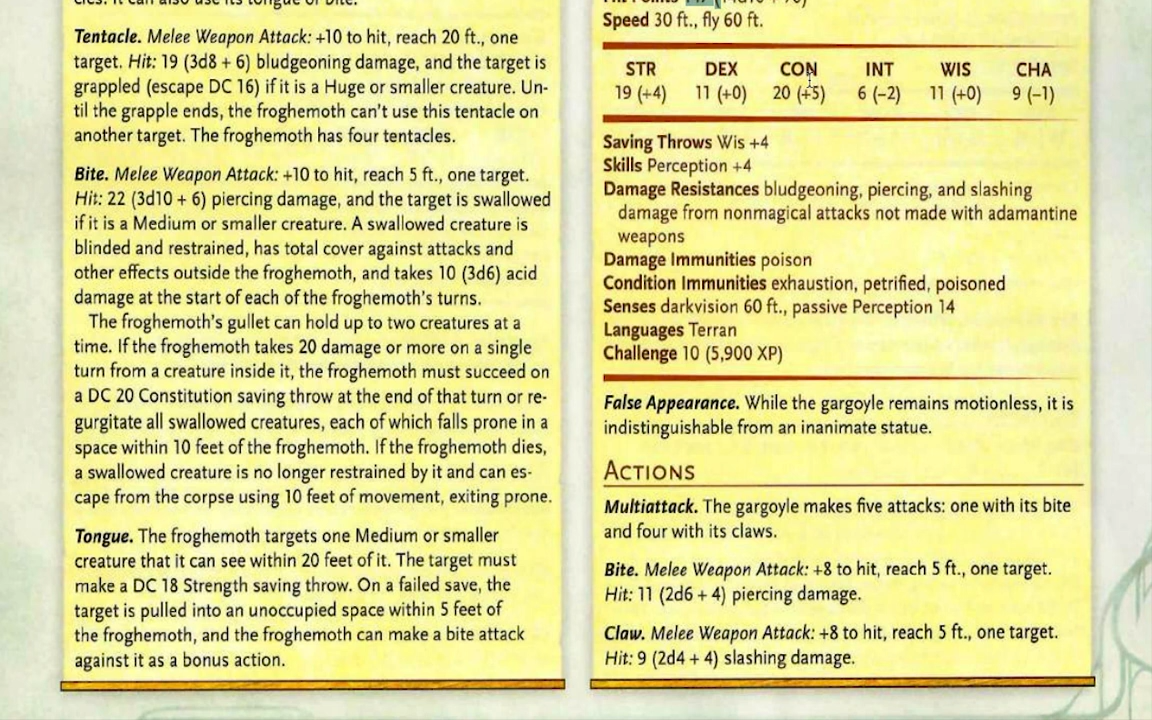 Tentacle. Melee Weapon Attack: +10 to hit, reach 20 ft., one
target. Hit: 19 (3d8 + 6) bludgeoning damage, and the target is
grappled (escape DC 16) if it is a Huge or smaller creature. Un-
til the grapple ends, the froghemoth can't use this tentacle on
another target. The froghemoth has four tentacles.
Bite. Melee Weapon Attack: +10 to hit, reach 5 ft., one target.
Hit: 22 (3d10 + 6) piercing damage, and the target is swallowed
if it is a Medium or smaller creature. A swallowed creature is
blinded and restrained, has total cover against attacks and
other effects outside the froghemoth, and takes 10 (3d6) acid
damage at the start of each of the froghemoth's turns.
The froghemoth's gullet can hold up to two creatures at a
time. If the froghemoth takes 20 damage or more on a single
turn from a creature inside it, the froghemoth must succeed on
a DC 20 Constitution saving throw at the end of that turn or re-
gurgitate all swallowed creatures, each of which falls prone in a
space within 10 feet of the froghemoth. If the froghemoth dies,
a swallowed creature is no longer restrained by it and can es-
cape from the corpse using 10 feet of movement, exiting prone.
Tongue. The froghemoth targets one Medium or smaller
creature that it can see within 20 feet of it. The target must
make a DC 18 Strength saving throw. On a failed save, the
target is pulled into an unoccupied space within 5 feet of
the froghemoth, and the froghemoth can make a bite attack
against it as a bonus action.
Speed 30 ft., fly 60 ft.
STR DEX CON INT WIS CHA
19 (+4) 11 (+0) 20 (+5) 6 (–2) 11 (+0) 9 (–1)
Saving Throws Wis +4
Skills Perception +4
Damage Resistances bludgeoning, piercing, and slashing
damage from nonmagical attacks not made with adamantine
weapons
Damage Immunities poison
Condition Immunities exhaustion, petrified, poisoned
Senses darkvision 60 ft., passive Perception 14
Languages Terran
Challenge 10 (5,900 XP)
False Appearance. While the gargoyle remains motionless, it is
indistinguishable from an inanimate statue.
ACTIONS
Multiattack. The gargoyle makes five attacks: one with its bite
and four with its claws.
Bite. Melee Weapon Attack: +8 to hit, reach 5 ft., one target.
Hit: 11 (2d6 + 4) piercing damage.
Claw. Melee Weapon Attack: +8 to hit, reach 5 ft., one target.
Hit: 9 (2d4 + 4) slashing damage.